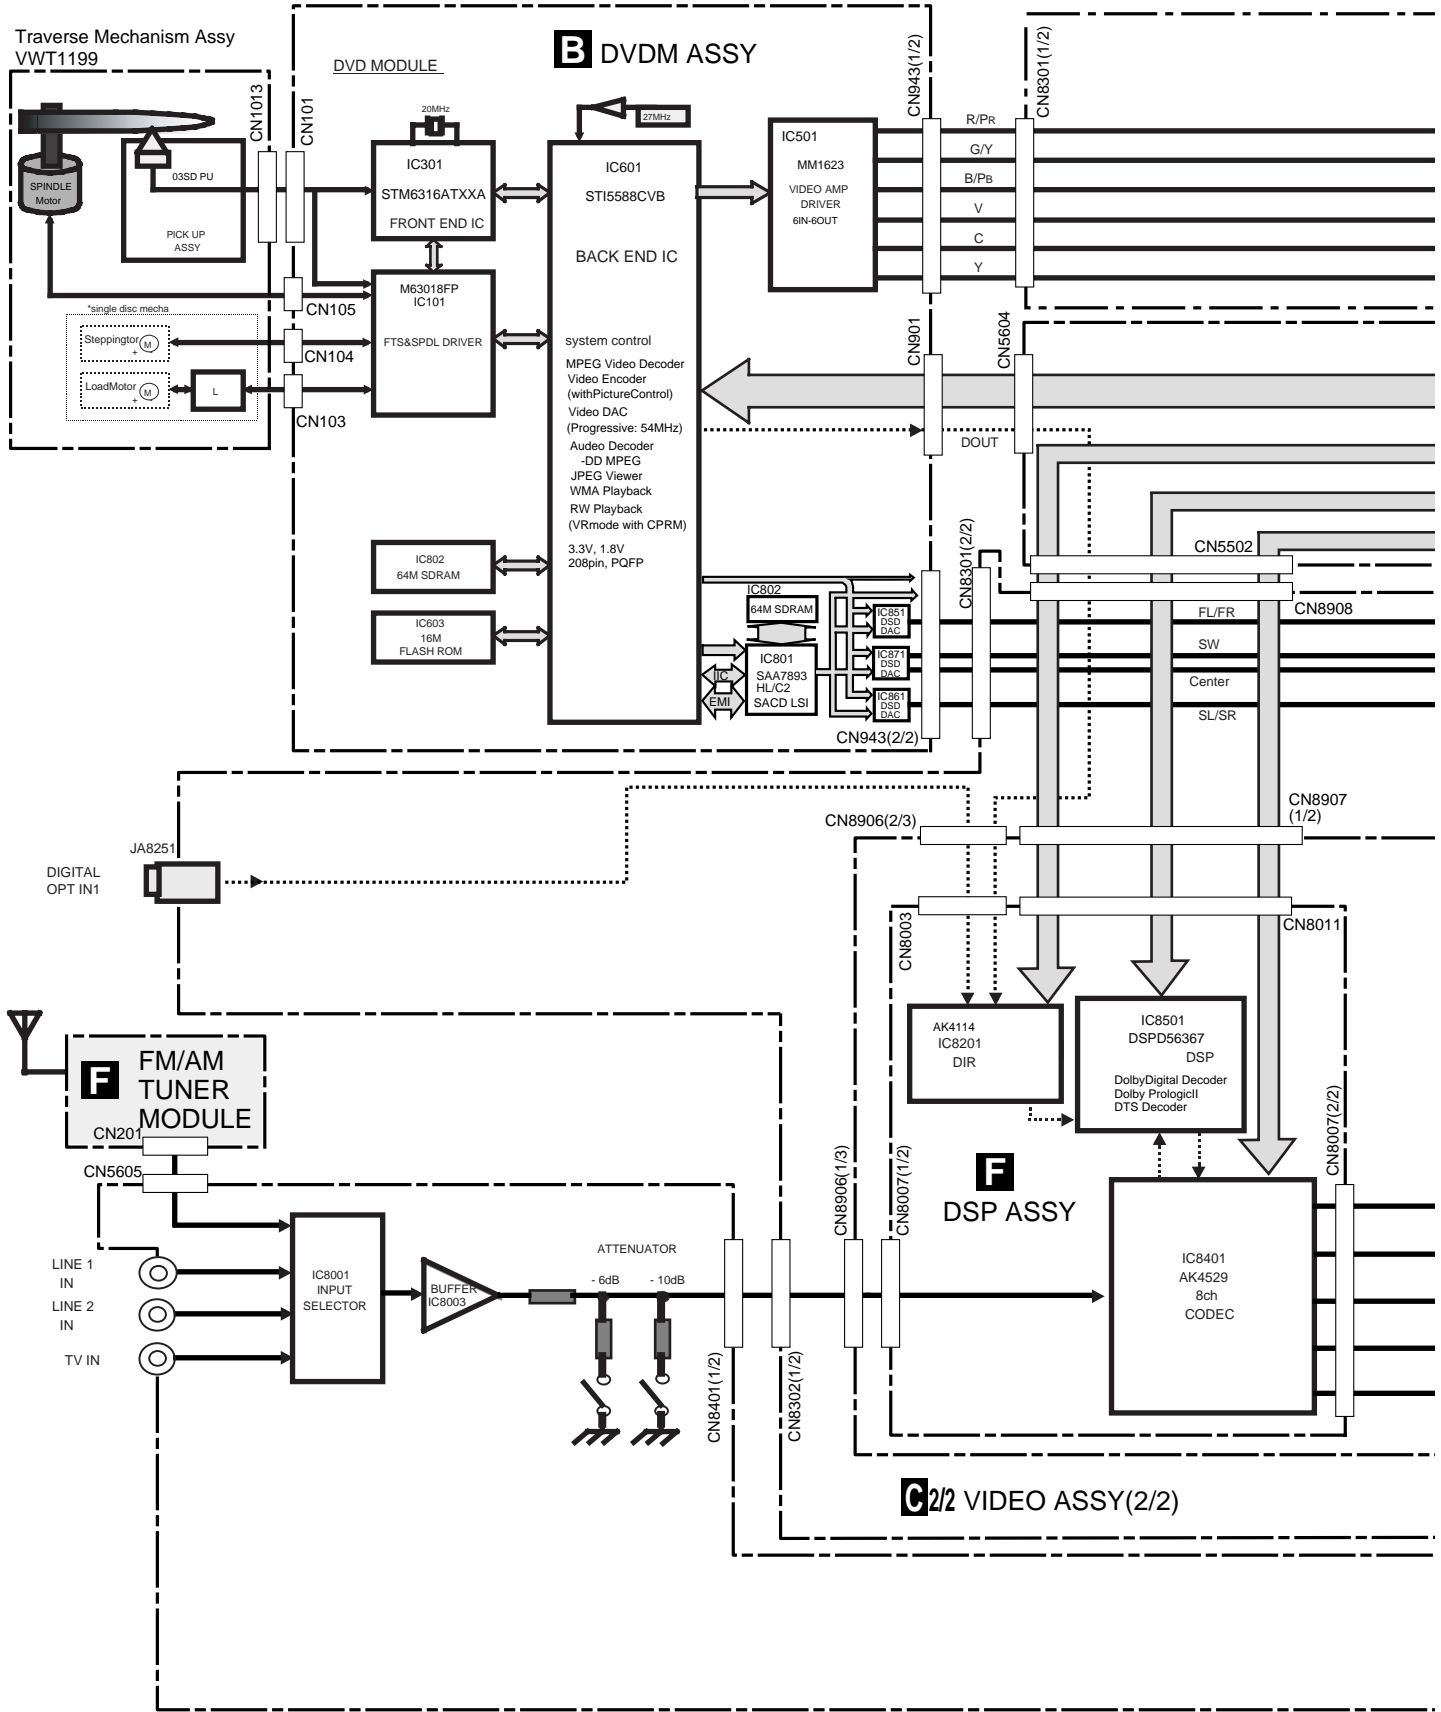 Traverse Mechanism Assy
VWT1199
CN1013
CN101
SPINDLE
Motor
03SD PU
PICK UP
ASSY
*single disc mecha
Steppingtor
+
M
LoadMotor
+
M
L
CN105
CN104
CN103
DVD MODULE
B DVDM ASSY
20MHz
27MHz
IC301
STM6316ATXXA
FRONT END IC
M63018FP
IC101
FTS&SPDL DRIVER
IC802
64M SDRAM
IC603
16M
FLASH ROM
IC601
STI5588CVB
BACK END IC
system control
MPEG Video Decoder
Video Encoder
(withPictureControl)
Video DAC
(Progressive: 54MHz)
Audeo Decoder
-DD MPEG
JPEG Viewer
WMA Playback
RW Playback
(VRmode with CPRM)
3.3V, 1.8V
208pin, PQFP
IC501
MM1623
VIDEO AMP
DRIVER
6IN-6OUT
CN943(1/2)
CN8301(1/2)
R/PR
G/Y
B/PB
V
C
Y
CN901
CN5604
DOUT
IC802
64M SDRAM
IC801
SAA7893
HL/C2
SACD LSI
IIC
EMI
IC851
DSD
DAC
IC871
DSD
DAC
IC861
DSD
DAC
CN943(2/2)
CN8301(2/2)
CN5502
CN8908
FL/FR
SW
Center
SL/SR
CN8907
(1/2)
CN8906(2/3)
JA8251
DIGITAL
OPT IN1
CN8003
CN8011
AK4114
IC8201
DIR
IC8501
DSPD56367
DSP
DolbyDigital Decoder
Dolby PrologicII
DTS Decoder
F FM/AM
TUNER
MODULE
CN201
CN5605
CN8906(1/3)
CN8007(1/2)
CN8007(2/2)
F
DSP ASSY
LINE 1
IN
LINE 2
IN
TV IN
IC8001
INPUT
SELECTOR
BUFFER
IC8003
ATTENUATOR
- 6dB
- 10dB
IC8401
AK4529
8ch
CODEC
CN8401(1/2)
CN8302(1/2)
C 2/2 VIDEO ASSY(2/2)